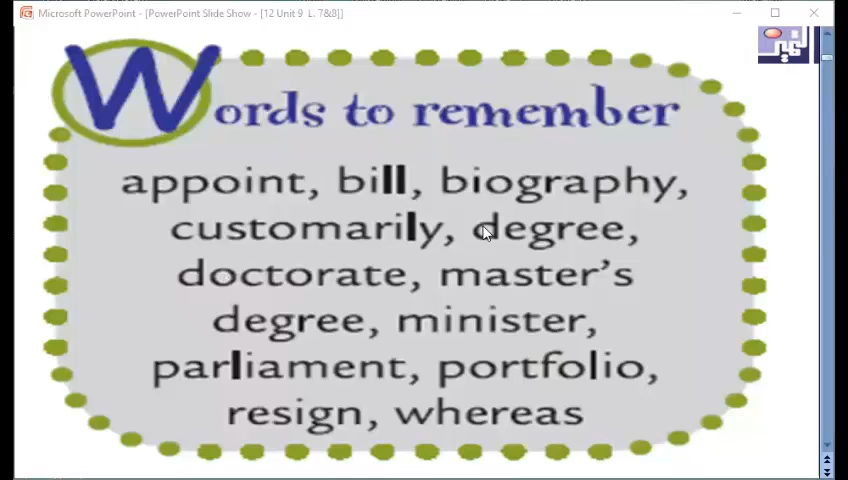 Microsoft PowerPoint - [PowerPoint Slide Show - [12 Unit 9 L. 7&8]]
Words to remember
appoint, bill, biography,
customarily, degree,
doctorate, master's
degree, minister,
parliament, portfolio,
resign, whereas